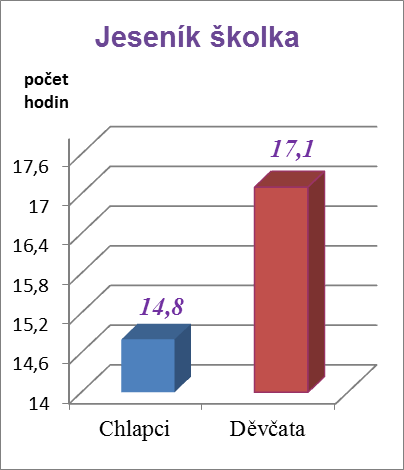 Jeseník školka
počet
hodin
17,1
17,6
17
16,4
15,8
14,8
15,2
14,6
14
Chlapci Děvčata